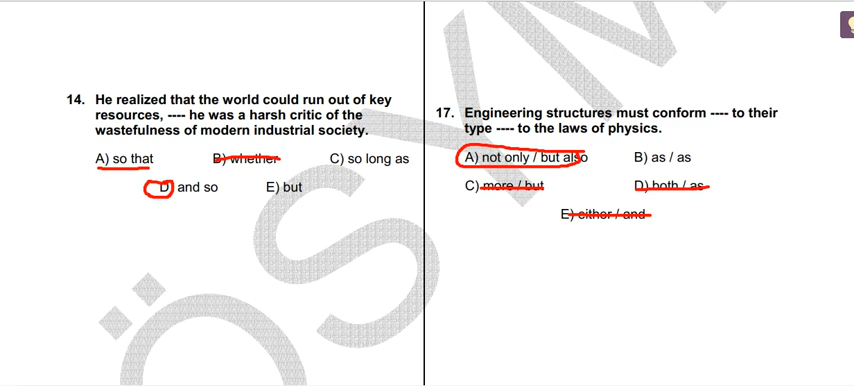 14. He realized that the world could run out of key
resources, ---- he was a harsh critic of the
wastefulness of modern industrial society.
A) so that B) whether C) so long as
D) and so E) but
17. Engineering structures must conform ---- to their
type ---- to the laws of physics.
A) not only / but also B) as / as
C) more / but D) both / as
E) either / and
ÖSYM